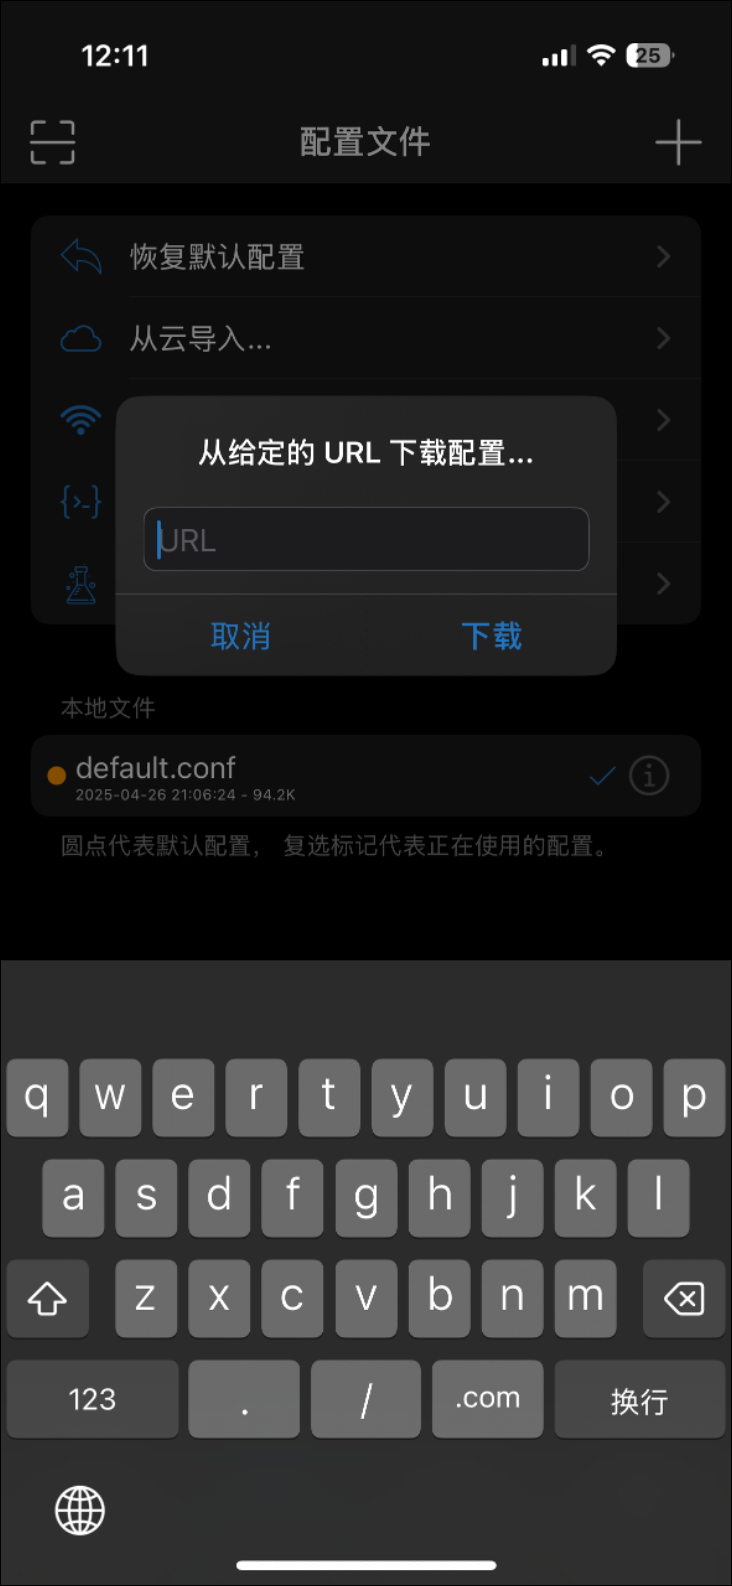 12:11
25
配置文件
恢复默认配置
从云导入...
从给定的 URL 下载配置...
URL
取消 下载
本地文件
default.conf
2025-04-26 21:06:24 - 94.2K
圆点代表默认配置， 复选标记代表正在使用的配置。
q w e r t y u i o p
a s d f g h j k l
z x c v b n m
123 . / .com 换行